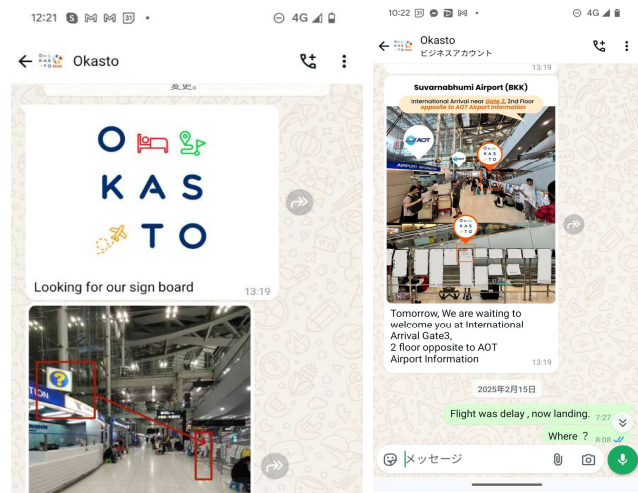 12:21
4G
Okasto
変更。
O
KAS
TO
Looking for our sign board
13:19
?
10:22
31
4G
Okasto
ビジネスアカウント
13:19
Suvarnabhumi Airport (BKK)
International Arrival near Gate 3, 2nd Floor
opposite to AOT Airport Information
AOT
KAS
TO
KAS
TO
Tomorrow, We are waiting to
welcome you at International
Arrival Gate3,
2 floor opposite to AOT
Airport Information
13:19
2025年2月15日
Flight was delay , now landing. 7:27
Where ? 8:08
メッセージ